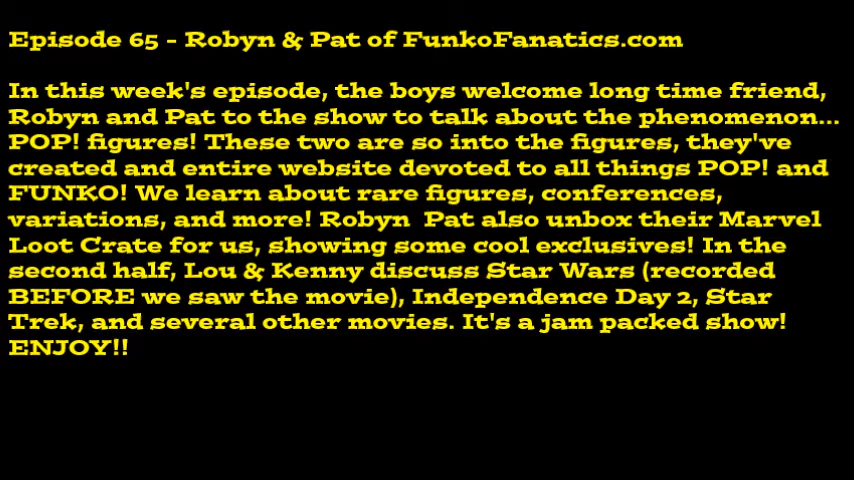 Episode 65 - Robyn & Pat of FunkoFanatics.com
In this week's episode, the boys welcome long time friend,
Robyn and Pat to the show to talk about the phenomenon...
POP! figures! These two are so into the figures, they've
created and entire website devoted to all things POP! and
FUNKO! We learn about rare figures, conferences,
variations, and more! Robyn  Pat also unbox their Marvel
Loot Crate for us, showing some cool exclusives! In the
second half, Lou & Kenny discuss Star Wars (recorded
BEFORE we saw the movie), Independence Day 2, Star
Trek, and several other movies. It's a jam packed show!
ENJOY!!